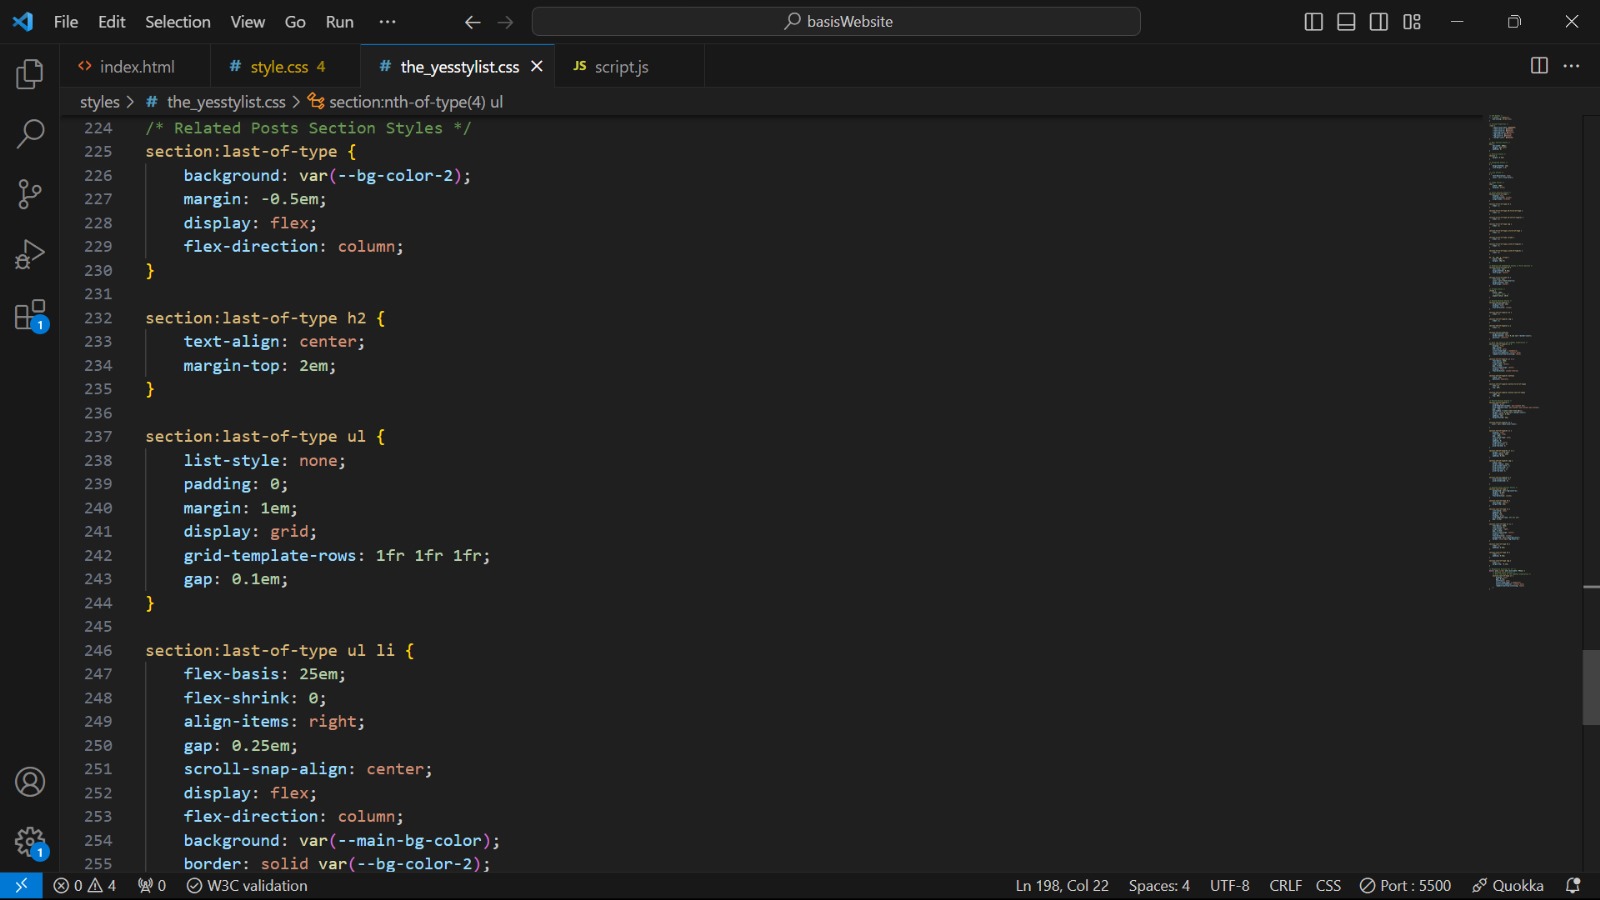 File Edit Selection View Go Run ··· basisWebsite
index.html # style.css 4 # the_yesstylist.css JS script.js
styles > # the_yesstylist.css > section:nth-of-type(4) ul
224 /* Related Posts Section Styles */
225 section:last-of-type {
226 background: var(--bg-color-2);
227 margin: -0.5em;
228 display: flex;
229 flex-direction: column;
230 }
231
232 section:last-of-type h2 {
233 text-align: center;
234 margin-top: 2em;
235 }
236
237 section:last-of-type ul {
238 list-style: none;
239 padding: 0;
240 margin: 1em;
241 display: grid;
242 grid-template-rows: 1fr 1fr 1fr;
243 gap: 0.1em;
244 }
245
246 section:last-of-type ul li {
247 flex-basis: 25em;
248 flex-shrink: 0;
249 align-items: right;
250 gap: 0.25em;
251 scroll-snap-align: center;
252 display: flex;
253 flex-direction: column;
254 background: var(--main-bg-color);
255 border: solid var(--bg-color-2);
1
1
0 4 0 W3C validation Ln 198, Col 22 Spaces: 4 UTF-8 CRLF CSS Port : 5500 Quokka